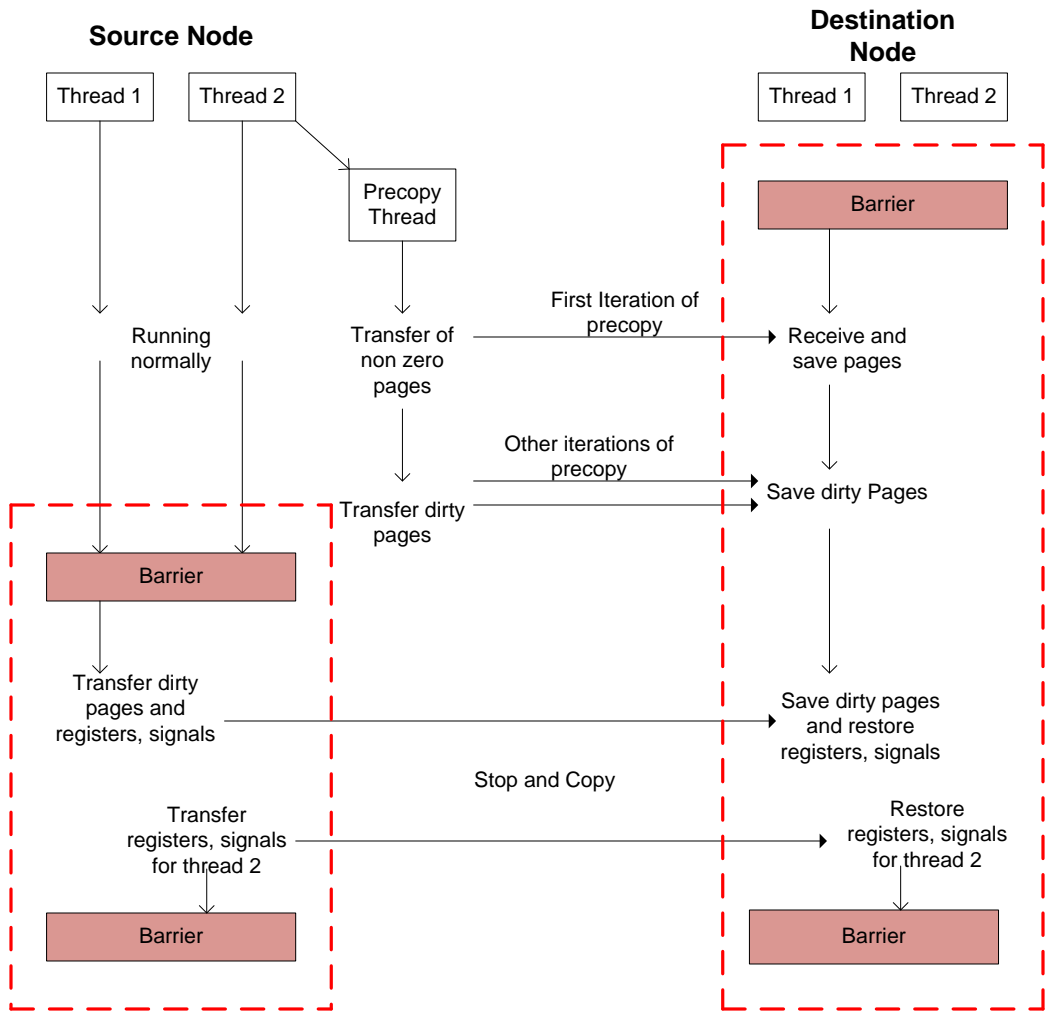 Source Node
Destination
Node
Thread 1
Thread 2
Thread 1
Thread 2
Precopy
Thread
Barrier
First Iteration of
precopy
Running
normally
Transfer of
non zero
pages
Receive and
save pages
Other iterations of
precopy
Transfer dirty
pages
Save dirty Pages
Barrier
Transfer dirty
pages and
registers, signals
Save dirty pages
and restore
registers, signals
Stop and Copy
Transfer
registers, signals
for thread 2
Restore
registers, signals
for thread 2
Barrier
Barrier